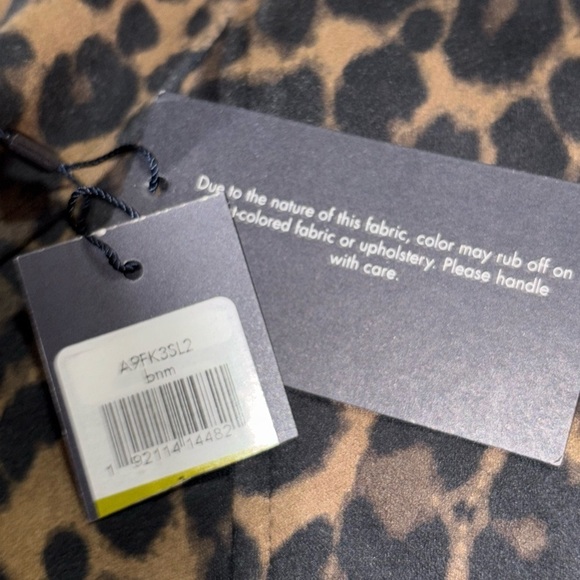 Due to the nature of this fabric, color may rub off on
t-colored fabric or upholstery. Please handle
with care.
A9FK3SL2
bnm
1 92114 14482